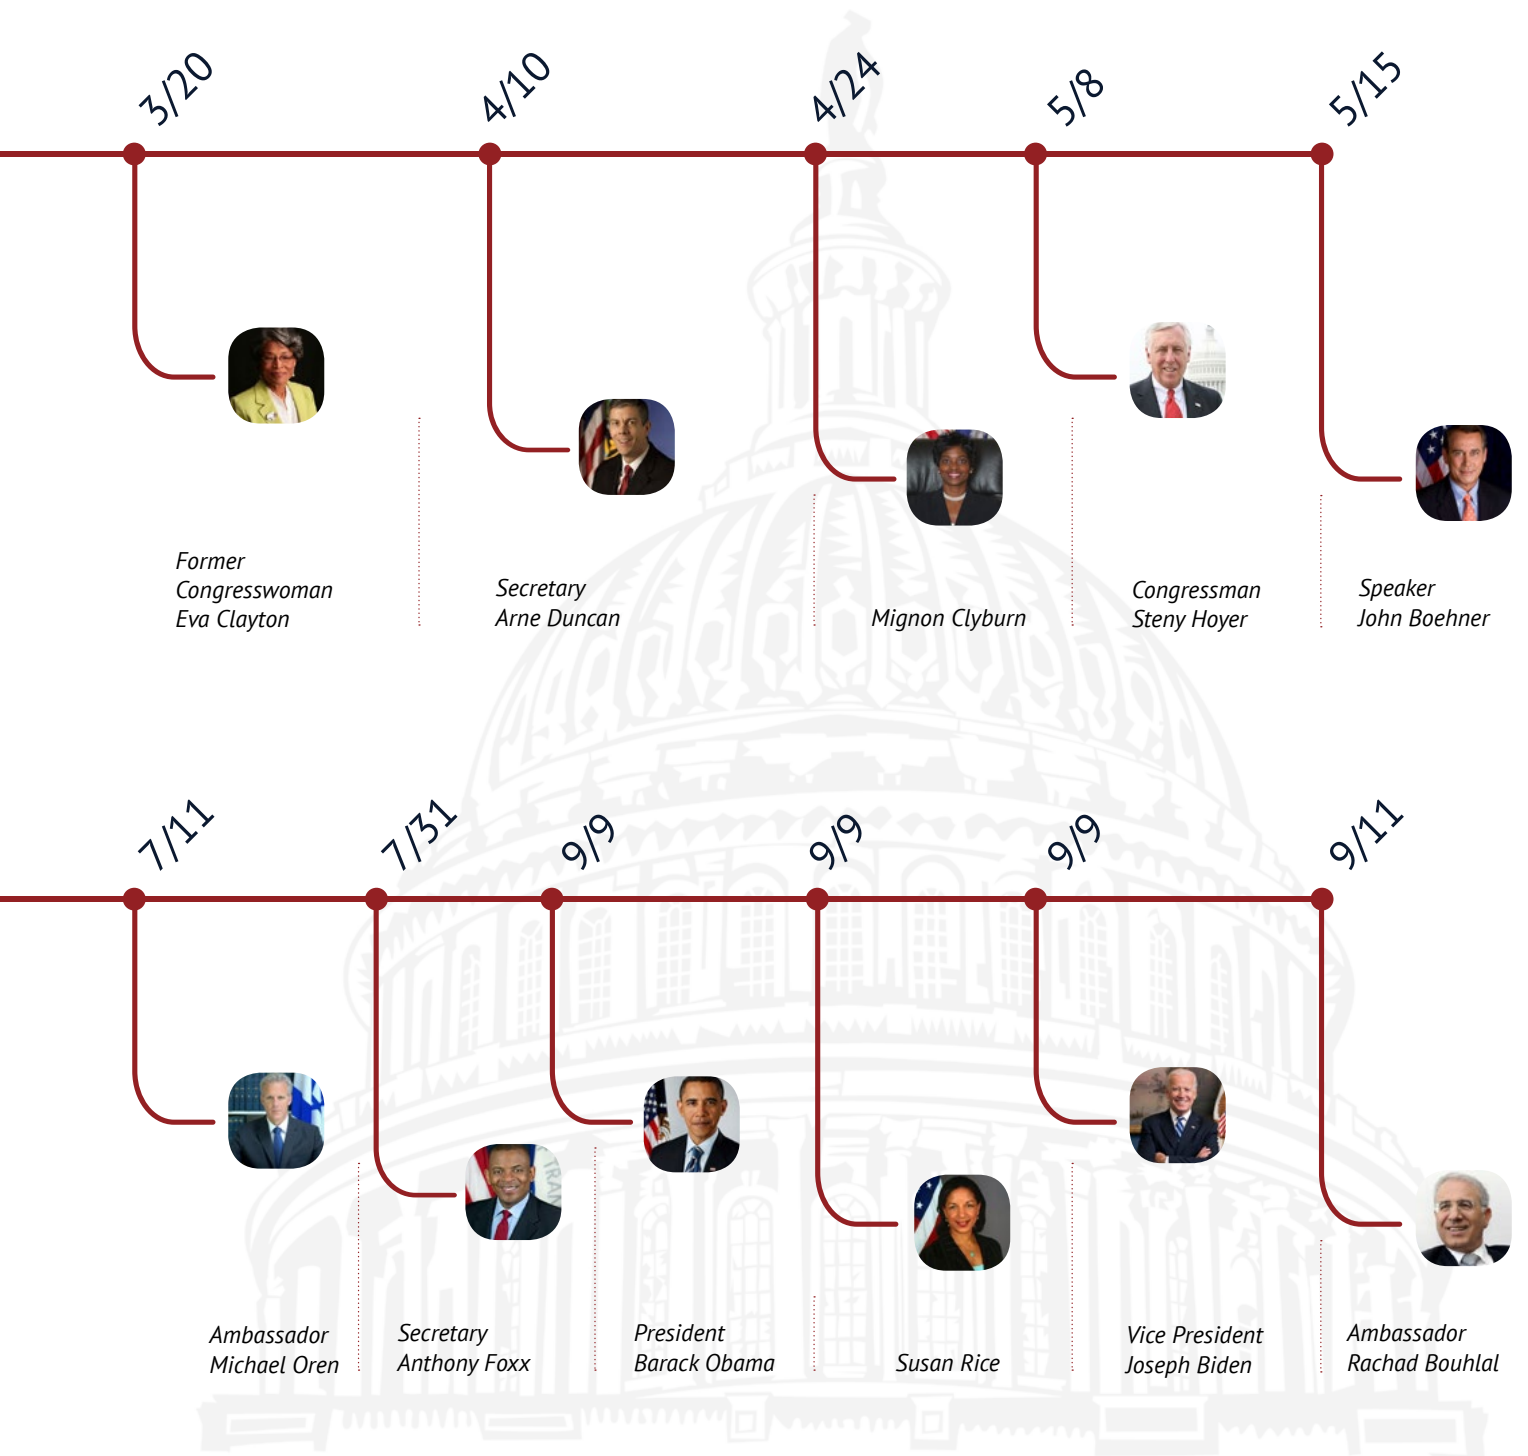 3/20
4/10
4/24
5/8
5/15
Former
Congresswoman
Eva Clayton
Secretary
Arne Duncan
Mignon Clyburn
Congressman
Steny Hoyer
Speaker
John Boehner
7/11
7/31
9/9
9/9
9/9
9/11
TRAN
Ambassador
Michael Oren
Secretary
Anthony Foxx
President
Barack Obama
Susan Rice
Vice President
Joseph Biden
Ambassador
Rachad Bouhlal